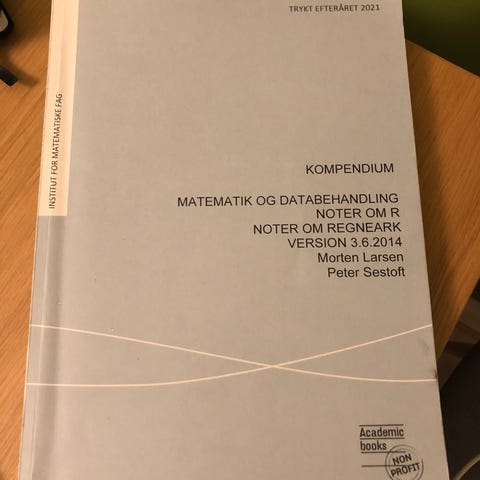 TRYKT EFTERÅRET 2021
INSTITUT FOR MATEMATISKE FAG
KOMPENDIUM
MATEMATIK OG DATABEHANDLING
NOTER OM R
NOTER OM REGNEARK
VERSION 3.6.2014
Morten Larsen
Peter Sestoft
Academic
books
NON
PROFIT